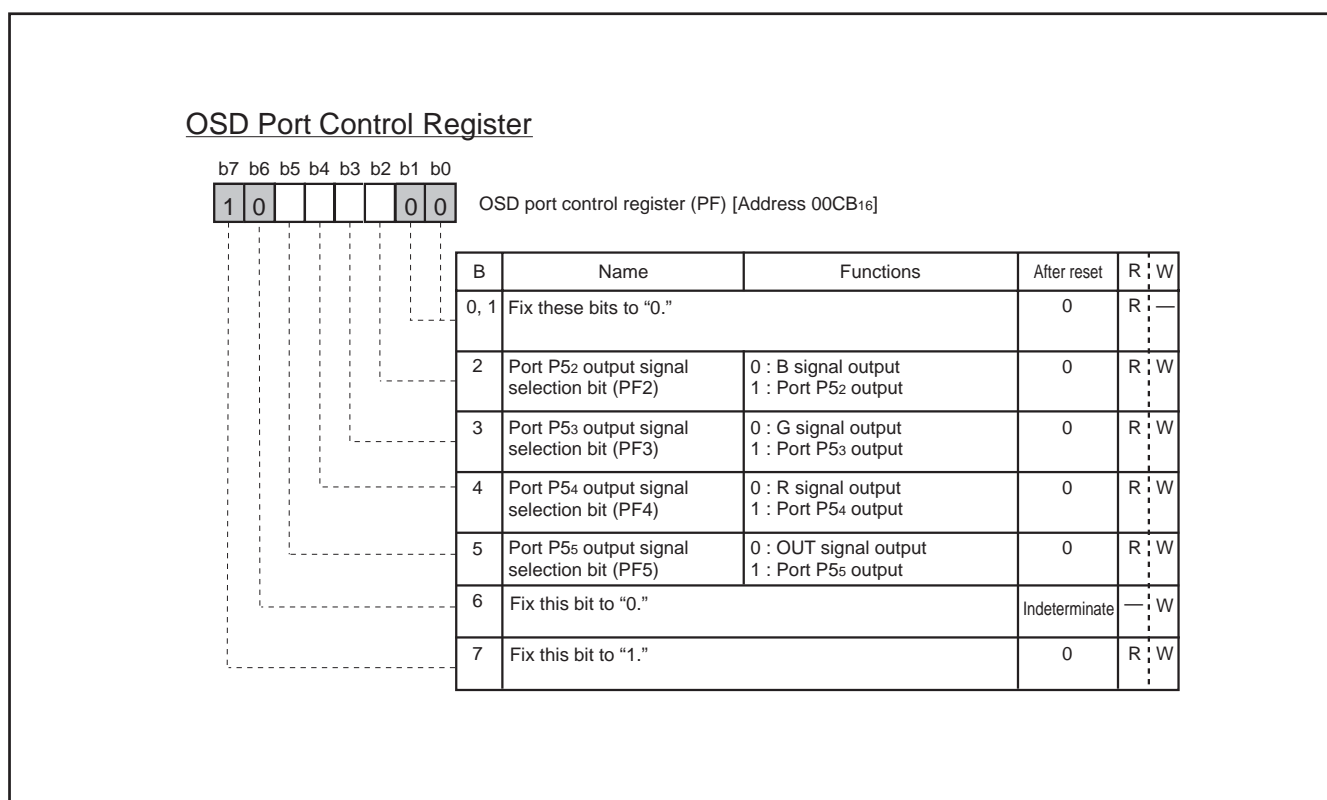 OSD Port Control Register
b7 b6 b5 b4 b3 b2 b1 b0
1 0 0 0 OSD port control register (PF) [Address 00CB16]
B Name Functions After reset R W
0, 1 Fix these bits to “0.” 0 R —
2 Port P52 output signal selection bit (PF2) 0 : B signal output 1 : Port P52 output 0 R W
3 Port P53 output signal selection bit (PF3) 0 : G signal output 1 : Port P53 output 0 R W
4 Port P54 output signal selection bit (PF4) 0 : R signal output 1 : Port P54 output 0 R W
5 Port P55 output signal selection bit (PF5) 0 : OUT signal output 1 : Port P55 output 0 R W
6 Fix this bit to “0.” Indeterminate — W
7 Fix this bit to “1.” 0 R W